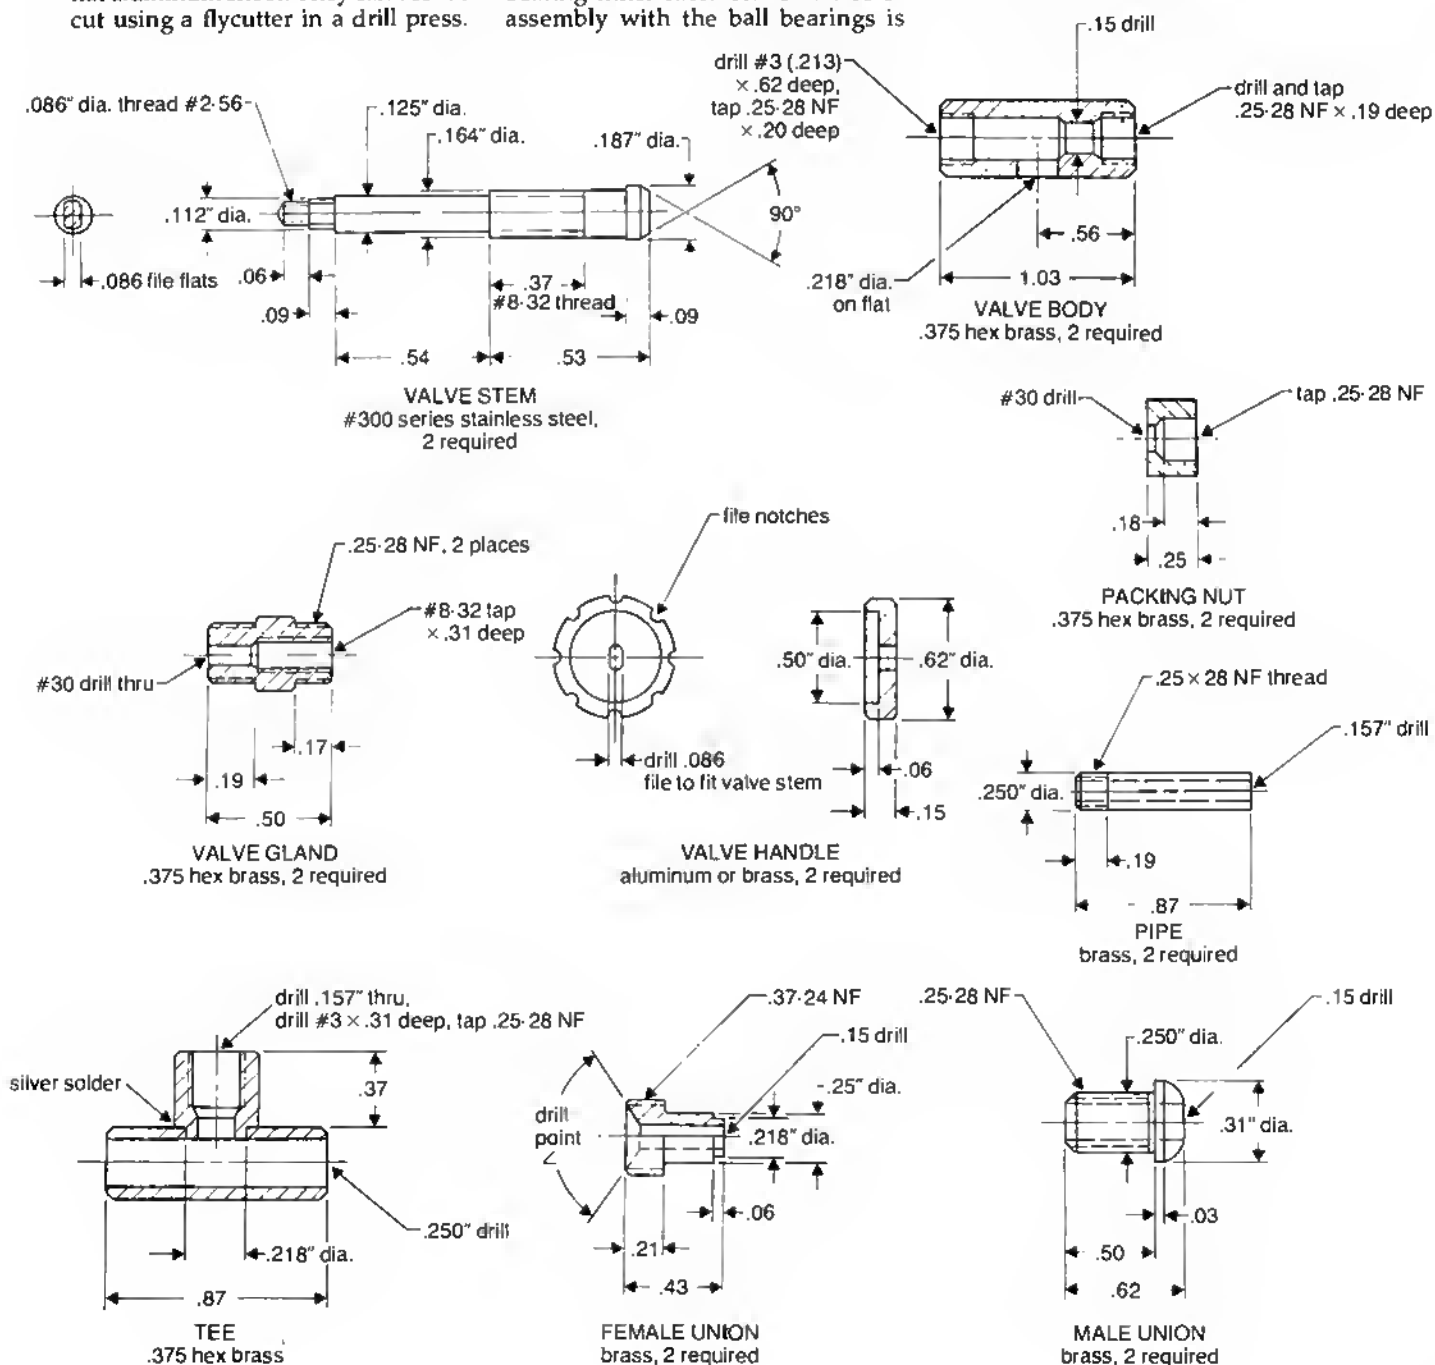 cut using a flycutter in a drill press.
assembly with the ball bearings is
.086" dia. thread #2-56
.125" dia.
.164" dia.
.187" dia.
.112" dia.
90°
.086 file flats
.06
.09
.37
#8-32 thread
.09
.54
.53
VALVE STEM
#300 series stainless steel,
2 required
.15 drill
drill #3 (.213)
× .62 deep,
tap .25-28 NF
× .20 deep
drill and tap
.25-28 NF × .19 deep
.56
1.03
.218" dia.
on flat
VALVE BODY
.375 hex brass, 2 required
#30 drill
tap .25-28 NF
.18
.25
PACKING NUT
.375 hex brass, 2 required
.25-28 NF, 2 places
#8-32 tap
× .31 deep
#30 drill thru
.17
.19
.50
VALVE GLAND
.375 hex brass, 2 required
file notches
.50" dia.
.62" dia.
drill .086
file to fit valve stem
.06
.15
VALVE HANDLE
aluminum or brass, 2 required
.25 × 28 NF thread
.157" drill
.250" dia.
.19
.87
PIPE
brass, 2 required
drill .157" thru,
drill #3 × .31 deep, tap .25-28 NF
silver solder
.37
.250" drill
.218" dia.
.87
TEE
.375 hex brass
.37-24 NF
.15 drill
.25" dia.
drill
point
.218" dia.
.06
.21
.43
FEMALE UNION
brass, 2 required
.25-28 NF
.15 drill
.250" dia.
.31" dia.
.03
.50
.62
MALE UNION
brass, 2 required